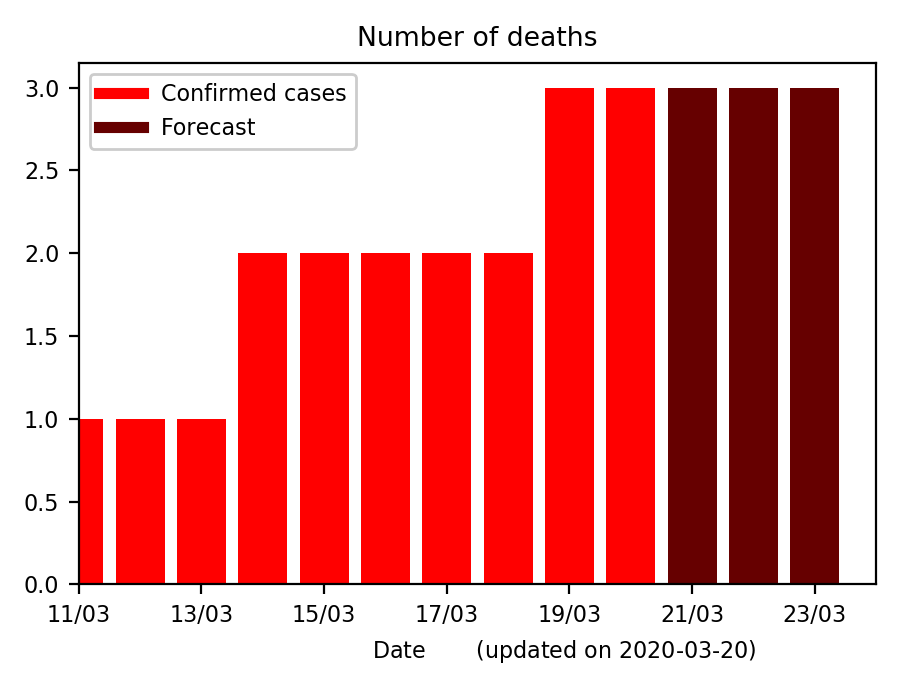 Number of deaths
Confirmed cases
Forecast
3.0
2.5
2.0
1.5
1.0
0.5
0.0
11/03 13/03 15/03 17/03 19/03 21/03 23/03
Date (updated on 2020-03-20)